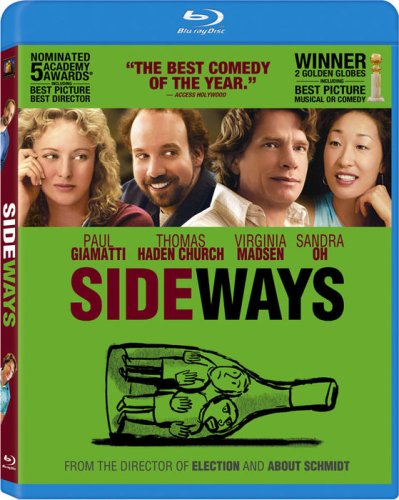 Blu-ray Disc
NOMINATED
5 ACADEMY
AWARDS®
INCLUDING
BEST PICTURE
BEST DIRECTOR
"THE BEST COMEDY
OF THE YEAR."
—ACCESS HOLLYWOOD
WINNER
2 GOLDEN GLOBES
INCLUDING
BEST PICTURE
MUSICAL OR COMEDY
PAUL THOMAS VIRGINIA SANDRA
GIAMATTI HADEN CHURCH MADSEN OH
SIDEWAYS
FROM THE DIRECTOR OF ELECTION AND ABOUT SCHMIDT
SIDEWAYS